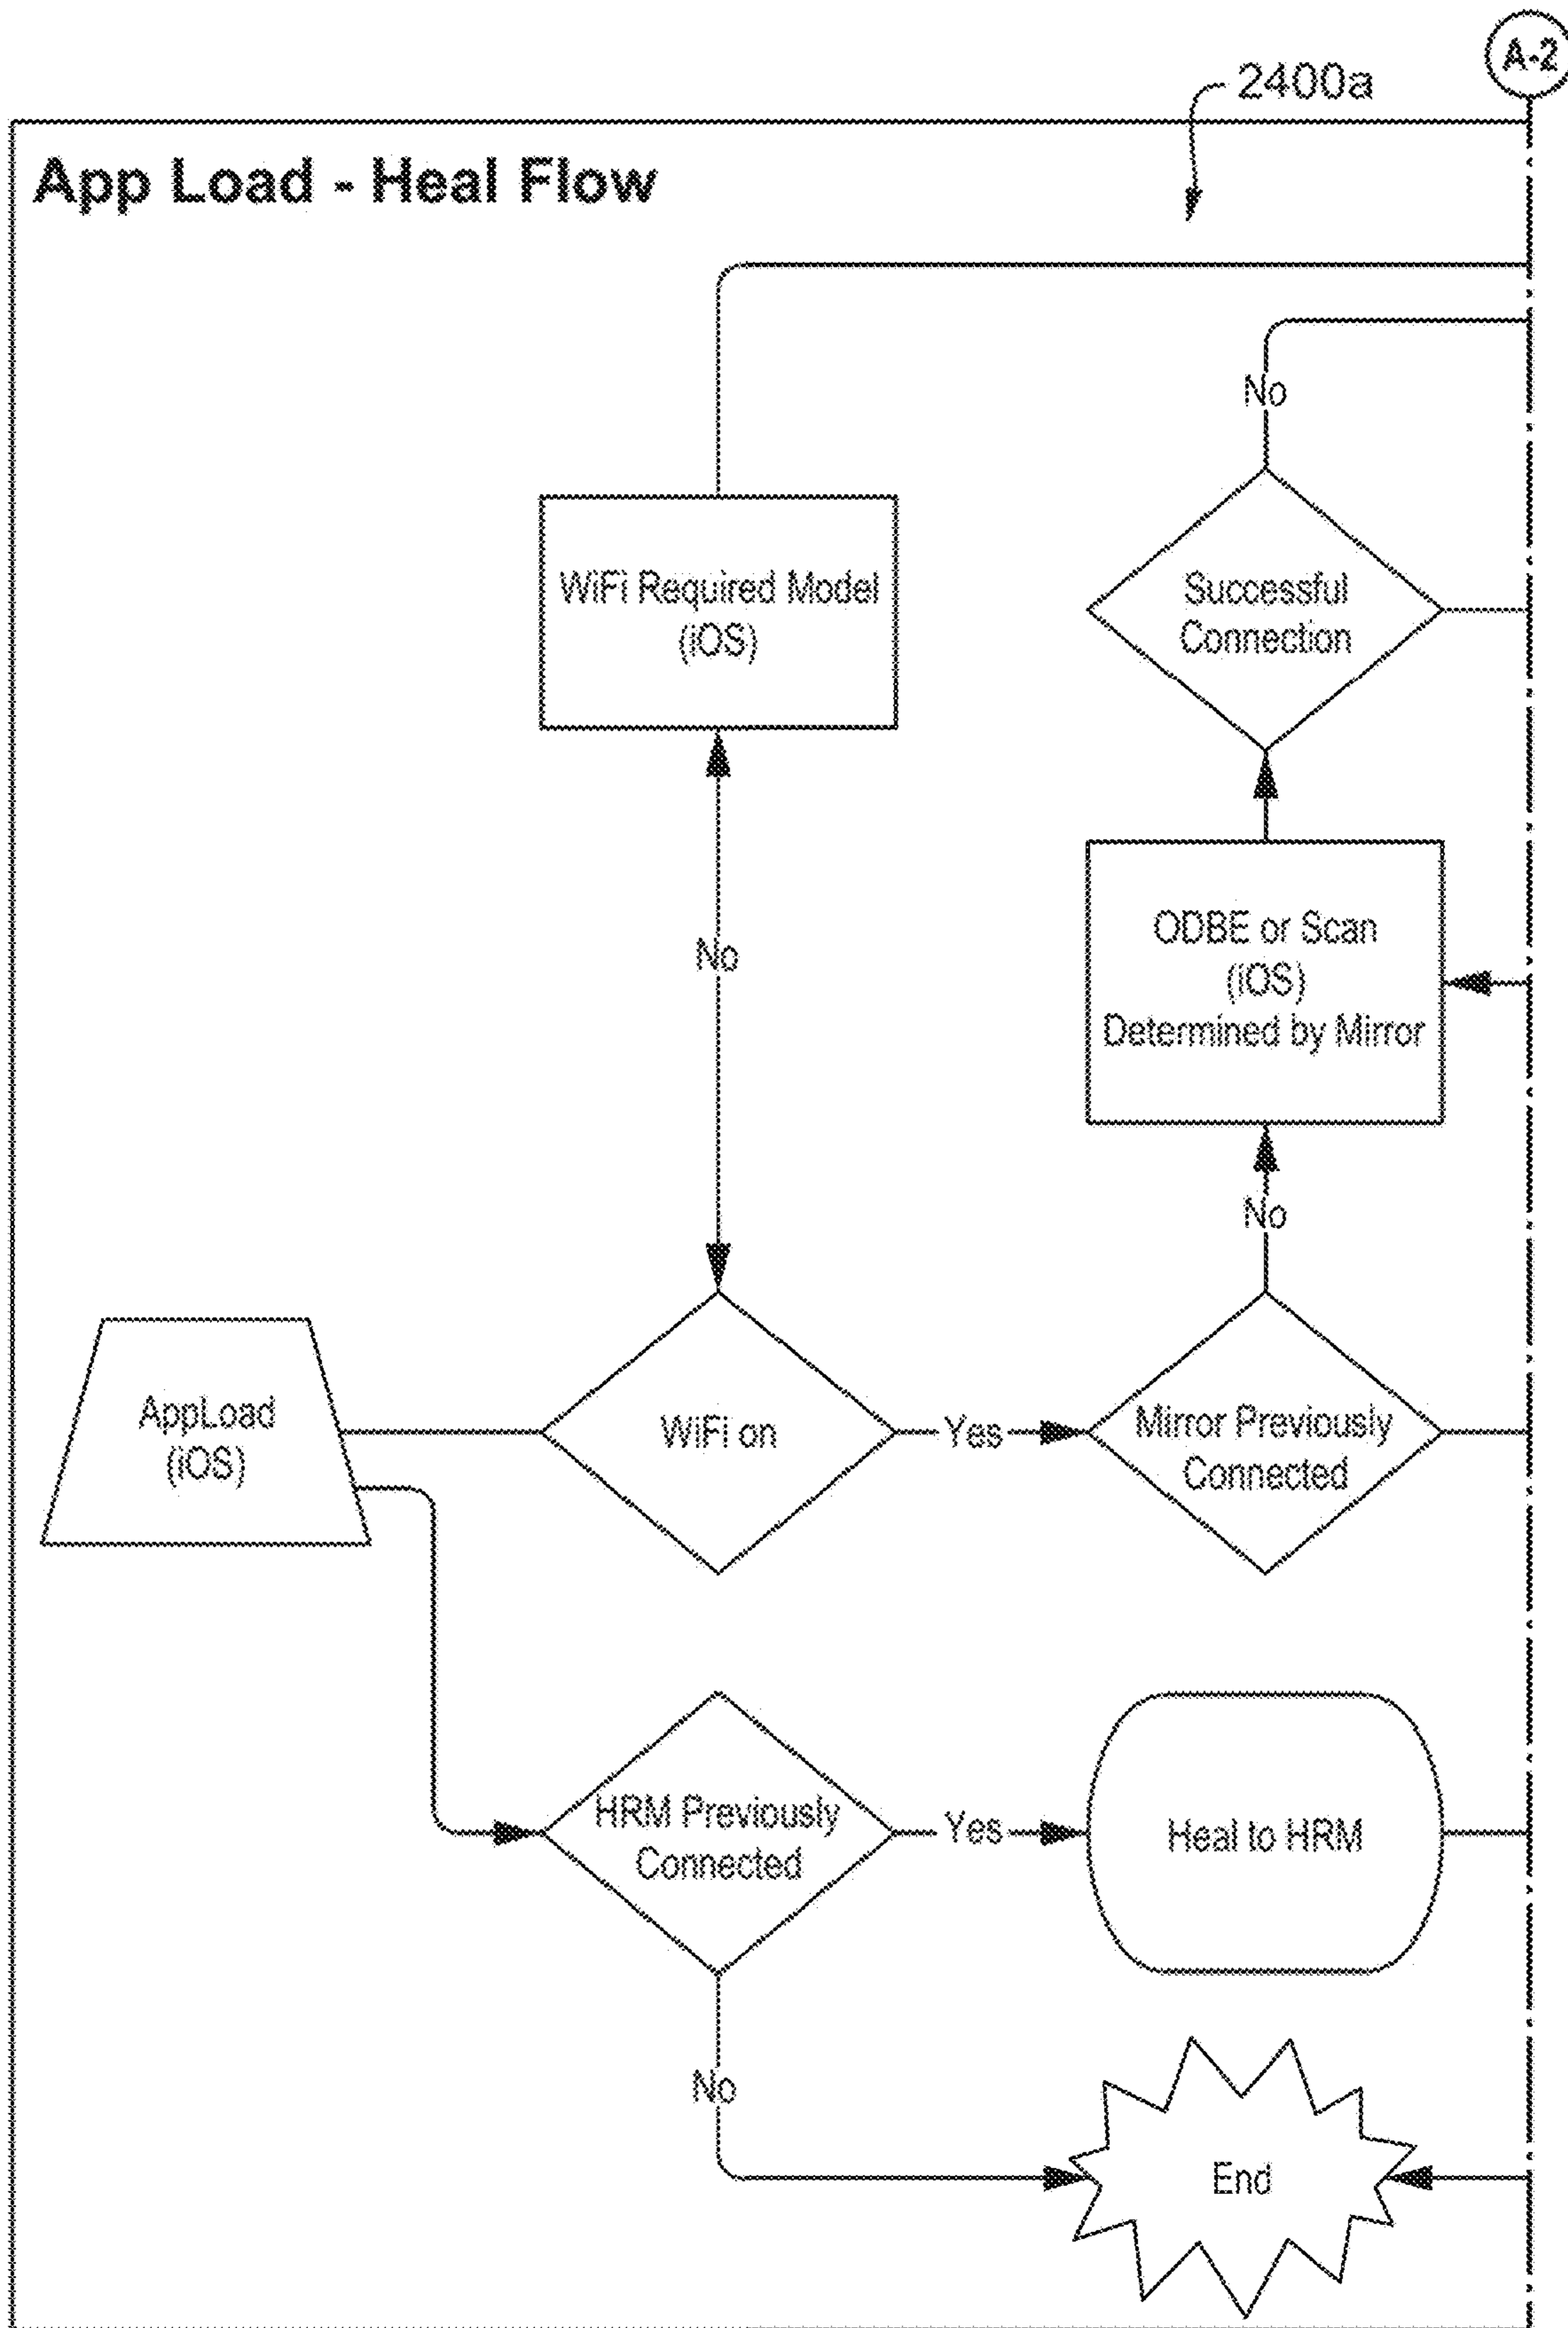 A-2
2400a
App Load - Heal Flow
No
WiFi Required Model
(iOS)
Successful
Connection
No
ODBE or Scan
(iOS)
Determined by Mirror
No
AppLoad
(iOS)
WiFi on
Yes
Mirror Previously
Connected
HRM Previously
Connected
Yes
Heal to HRM
No
End